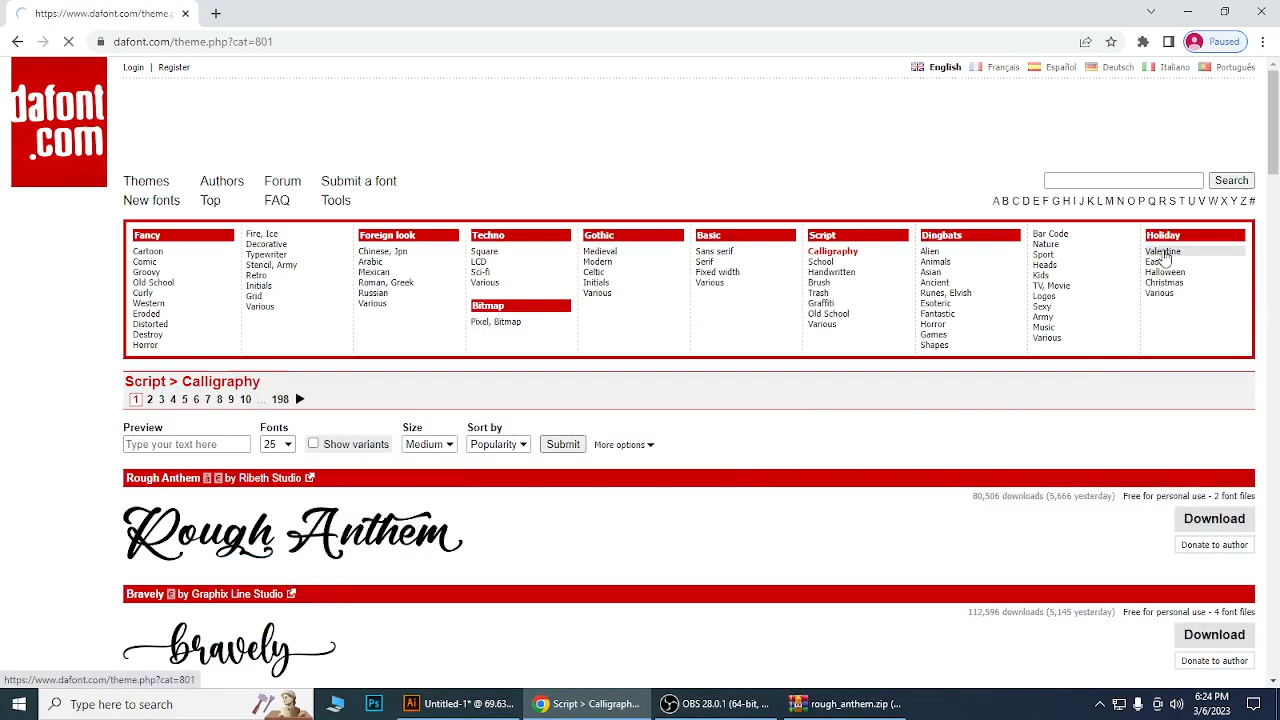 https://www.dafont.com/theme.p
dafont.com/theme.php?cat=801
Paused
dafont
.com
Login | Register
English Français Español Deutsch Italiano Português
Themes Authors Forum Submit a font
New fonts Top FAQ Tools
Search
A B C D E F G H I J K L M N O P Q R S T U V W X Y Z #
Fancy
Cartoon
Comic
Groovy
Old School
Curly
Western
Eroded
Distorted
Destroy
Horror
Fire, Ice
Decorative
Typewriter
Stencil, Army
Retro
Initials
Grid
Various
Foreign look
Chinese, Jpn
Arabic
Mexican
Roman, Greek
Russian
Various
Techno
Square
LCD
Sci-fi
Various
Bitmap
Pixel, Bitmap
Gothic
Medieval
Modern
Celtic
Initials
Various
Basic
Sans serif
Serif
Fixed width
Various
Script
Calligraphy
School
Handwritten
Brush
Trash
Graffiti
Old School
Various
Dingbats
Alien
Animals
Asian
Ancient
Runes, Elvish
Esoteric
Fantastic
Horror
Games
Shapes
Bar Code
Nature
Sport
Heads
Kids
TV, Movie
Logos
Sexy
Army
Music
Various
Holiday
Valentine
Halloween
Christmas
Various
Script > Calligraphy
1 2 3 4 5 6 7 8 9 10 ... 198
Preview Fonts Size Sort by
Type your text here 25 Show variants Medium Popularity Submit More options
Rough Anthem by Ribeth Studio
80,506 downloads (5,666 yesterday) Free for personal use - 2 font files
Rough Anthem
Download
Donate to author
Bravely by Graphix Line Studio
112,596 downloads (5,145 yesterday) Free for personal use - 4 font files
bravely
Download
Donate to author
https://www.dafont.com/theme.php?cat=801
Type here to search
Ps
Ai Untitled-1* @ 69.63...
Script > Calligraph...
OBS 28.0.1 (64-bit, ...
rough_anthem.zip (...
6:24 PM
3/6/2023